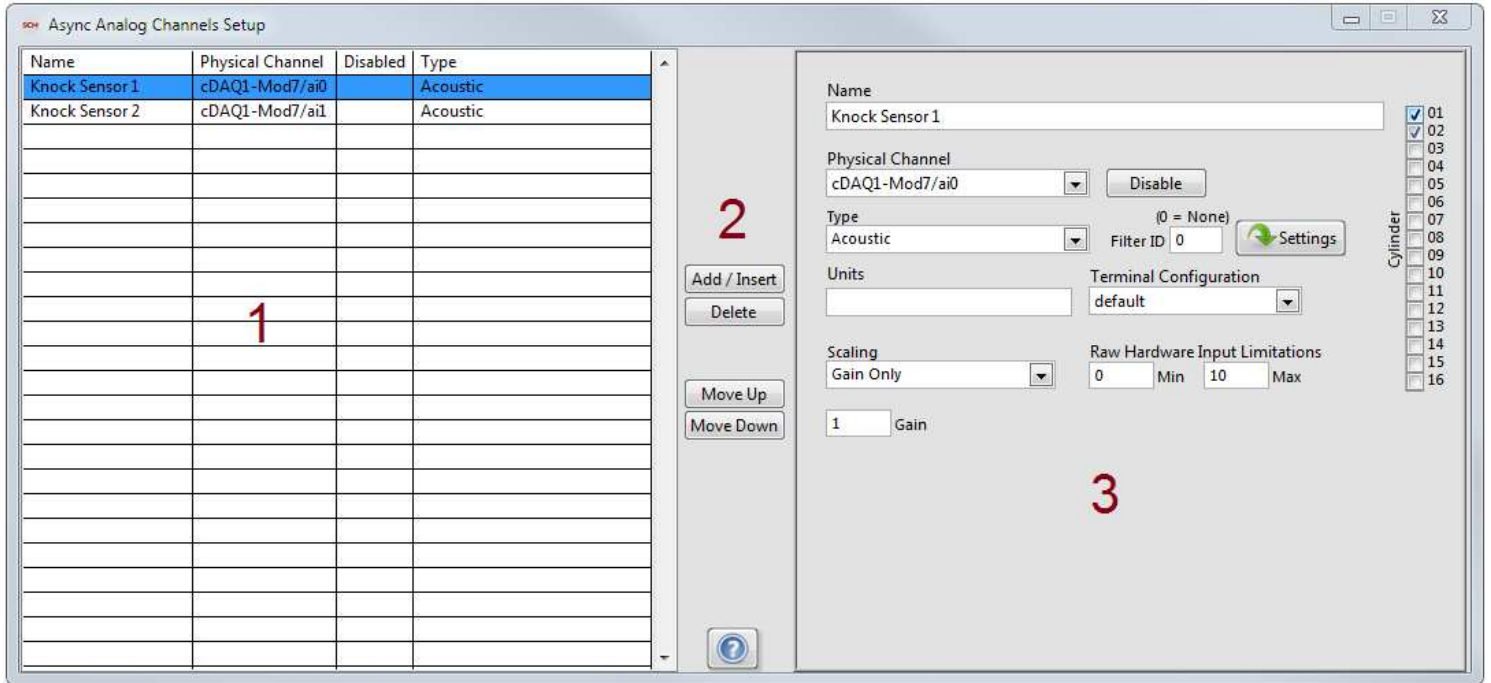 SCH Async Analog Channels Setup
Name Physical Channel Disabled Type
Knock Sensor 1 cDAQ1-Mod7/ai0 Acoustic
Knock Sensor 2 cDAQ1-Mod7/ai1 Acoustic
1
2
Add / Insert
Delete
Move Up
Move Down
?
Name
Knock Sensor 1
Physical Channel
cDAQ1-Mod7/ai0 Disable
Type (0 = None)
Acoustic Filter ID 0 Settings
Units Terminal Configuration
default
Scaling Raw Hardware Input Limitations
Gain Only 0 Min 10 Max
1 Gain
3
Cylinder
01
02
03
04
05
06
07
08
09
10
11
12
13
14
15
16